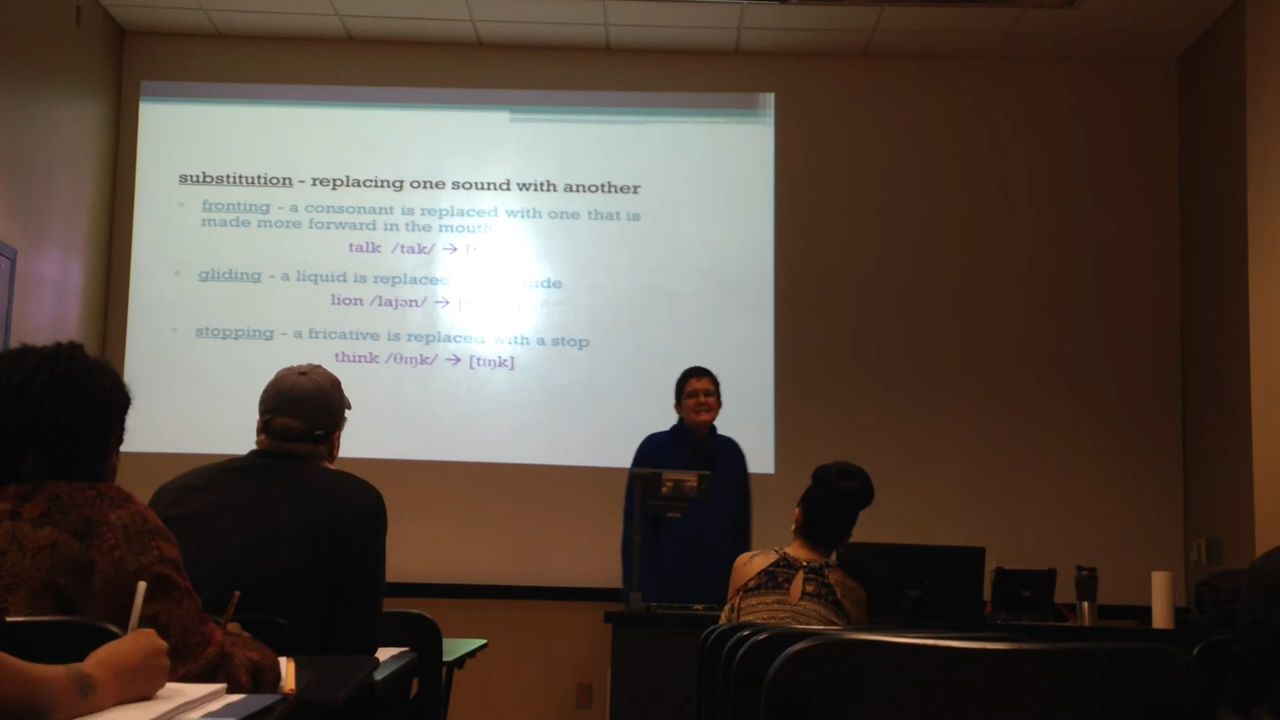 substitution - replacing one sound with another
fronting - a consonant is replaced with one that is
made more forward in the mouth
talk /tak/ → [
gliding - a liquid is replaced
lion /lajən/ → [
stopping - a fricative is replaced with a stop
think /θɪŋk/ → [tɪŋk]